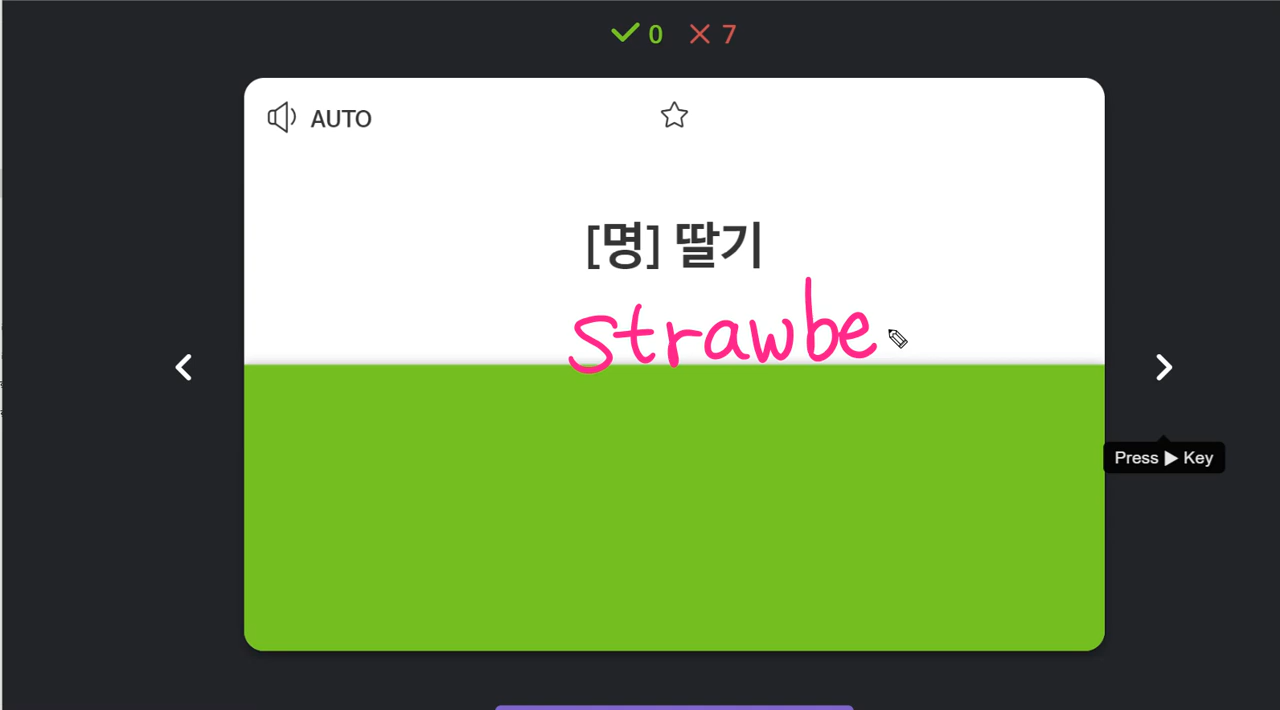 0 7
AUTO
[명] 딸기
strawbe
Press ▶ Key